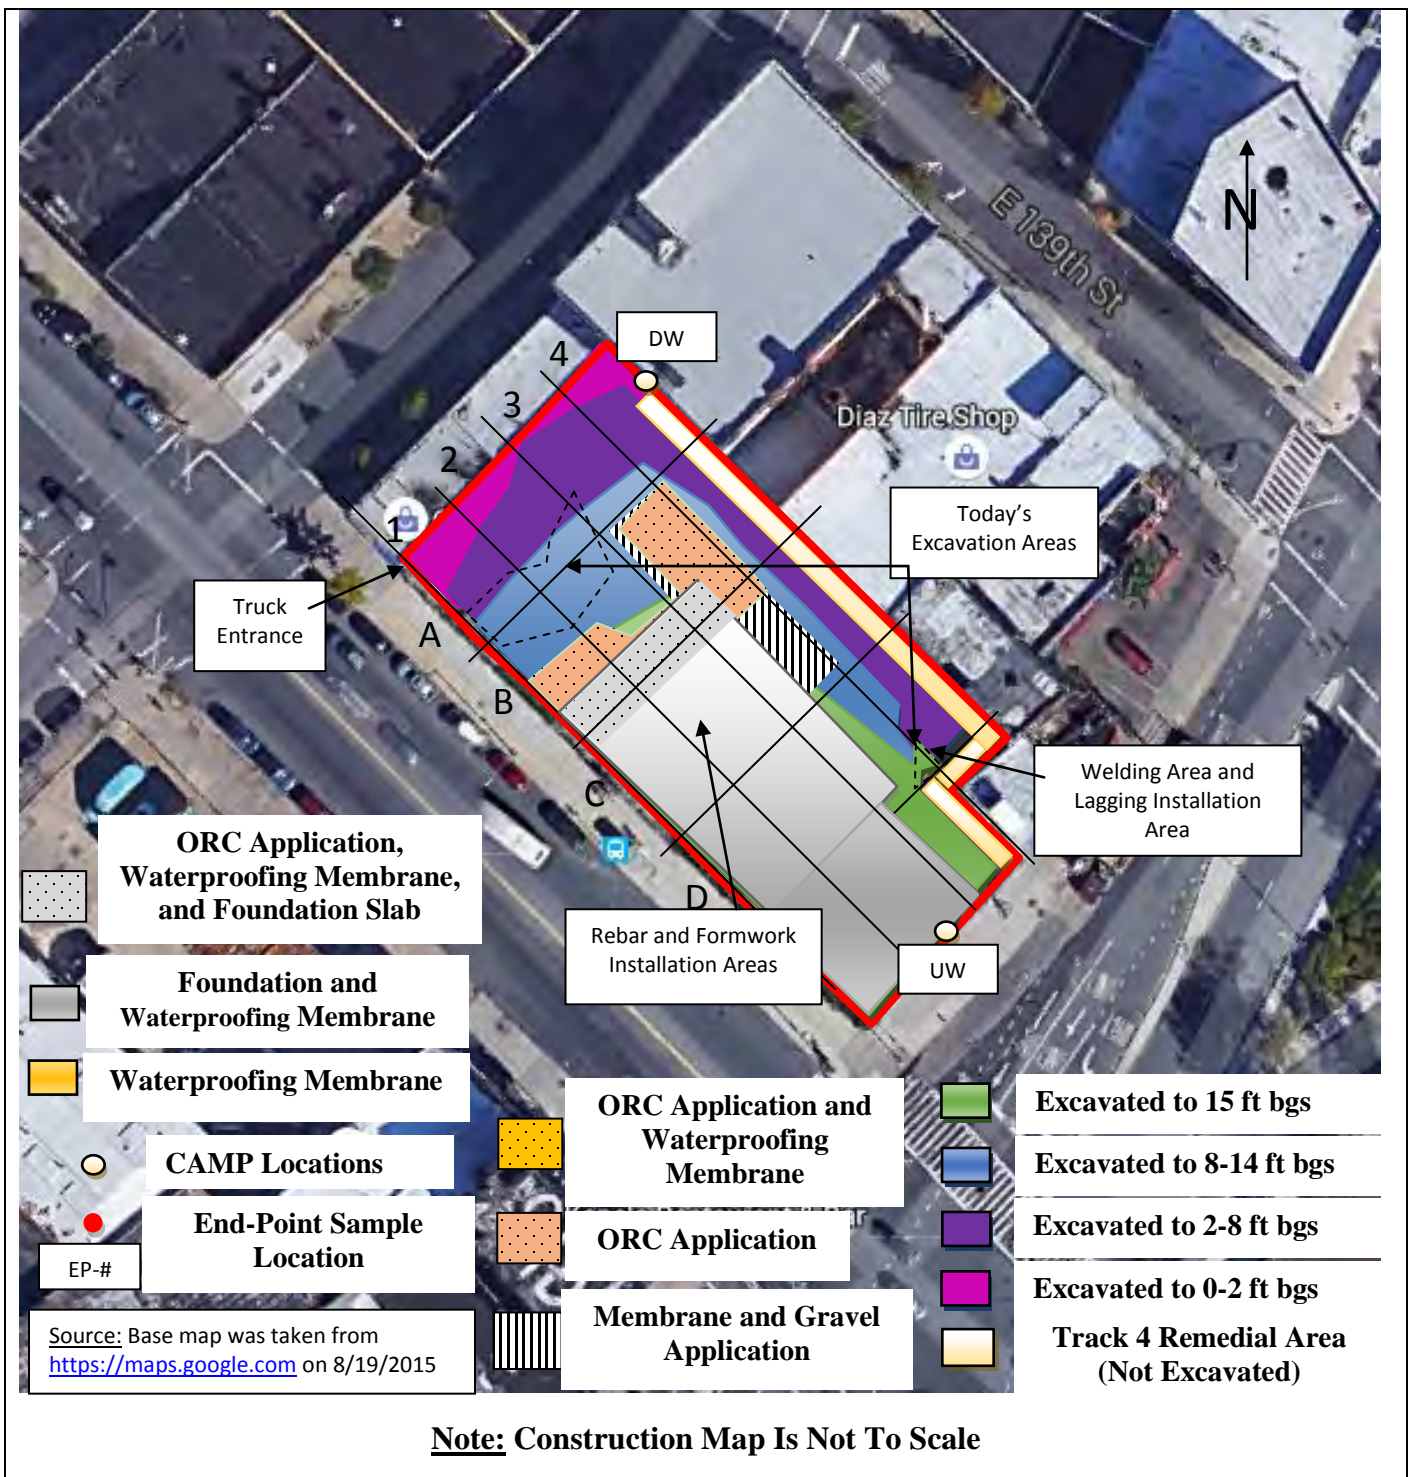 E 139th St
N
DW
4
3
2
1
Diaz Tire Shop
Today's
Excavation Areas
Truck
Entrance
A
B
C
D
Welding Area and
Lagging Installation
Area
Rebar and Formwork
Installation Areas
UW
ORC Application,
Waterproofing Membrane,
and Foundation Slab
Foundation and
Waterproofing Membrane
Waterproofing Membrane
CAMP Locations
End-Point Sample
Location
EP-#
Source: Base map was taken from
https://maps.google.com on 8/19/2015
ORC Application and
Waterproofing
Membrane
ORC Application
Membrane and Gravel
Application
Excavated to 15 ft bgs
Excavated to 8-14 ft bgs
Excavated to 2-8 ft bgs
Excavated to 0-2 ft bgs
Track 4 Remedial Area
(Not Excavated)
Note: Construction Map Is Not To Scale